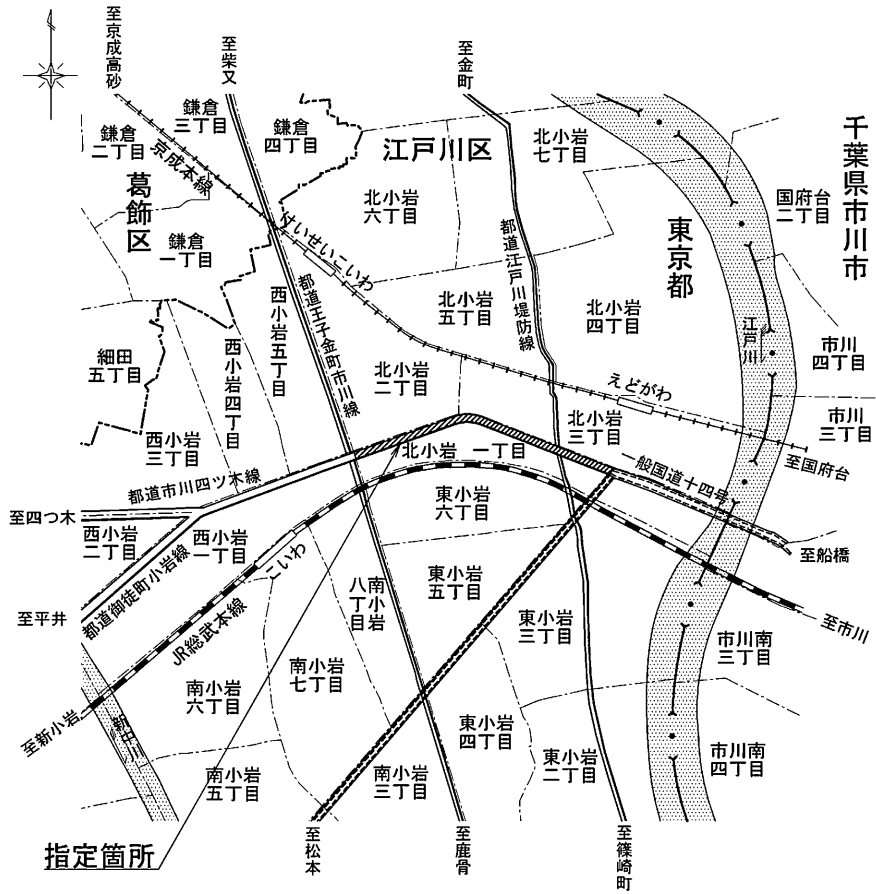 至京成高砂
至柴又
至金町
鎌倉
三丁目
鎌倉
二丁目
京成本線
鎌倉
四丁目
江戸川区
北小岩
七丁目
千葉県市川市
葛飾区
北小岩
六丁目
国府台
二丁目
鎌倉
一丁目
けいせいこいわ
都道江戸川堤防線
東京都
都道王子金町市川線
西小岩五丁目
北小岩
五丁目
北小岩
四丁目
江戸川
市川
四丁目
細田
五丁目
西小岩四丁目
北小岩
二丁目
えどがわ
市川
三丁目
西小岩
三丁目
北小岩
三丁目
北小岩 一丁目
一般国道十四号
至国府台
都道市川四ツ木線
至四つ木
東小岩
六丁目
西小岩
二丁目
西小岩
一丁目
こいわ
至船橋
都道御徒町小岩線
至平井
JR総武本線
南小岩
八丁目
東小岩
五丁目
東小岩
三丁目
至市川
市川南
三丁目
南小岩
七丁目
南小岩
六丁目
至新小岩
新中川
東小岩
四丁目
東小岩
二丁目
市川南
四丁目
南小岩
五丁目
南小岩
三丁目
指定箇所
至松本
至鹿骨
至篠崎町